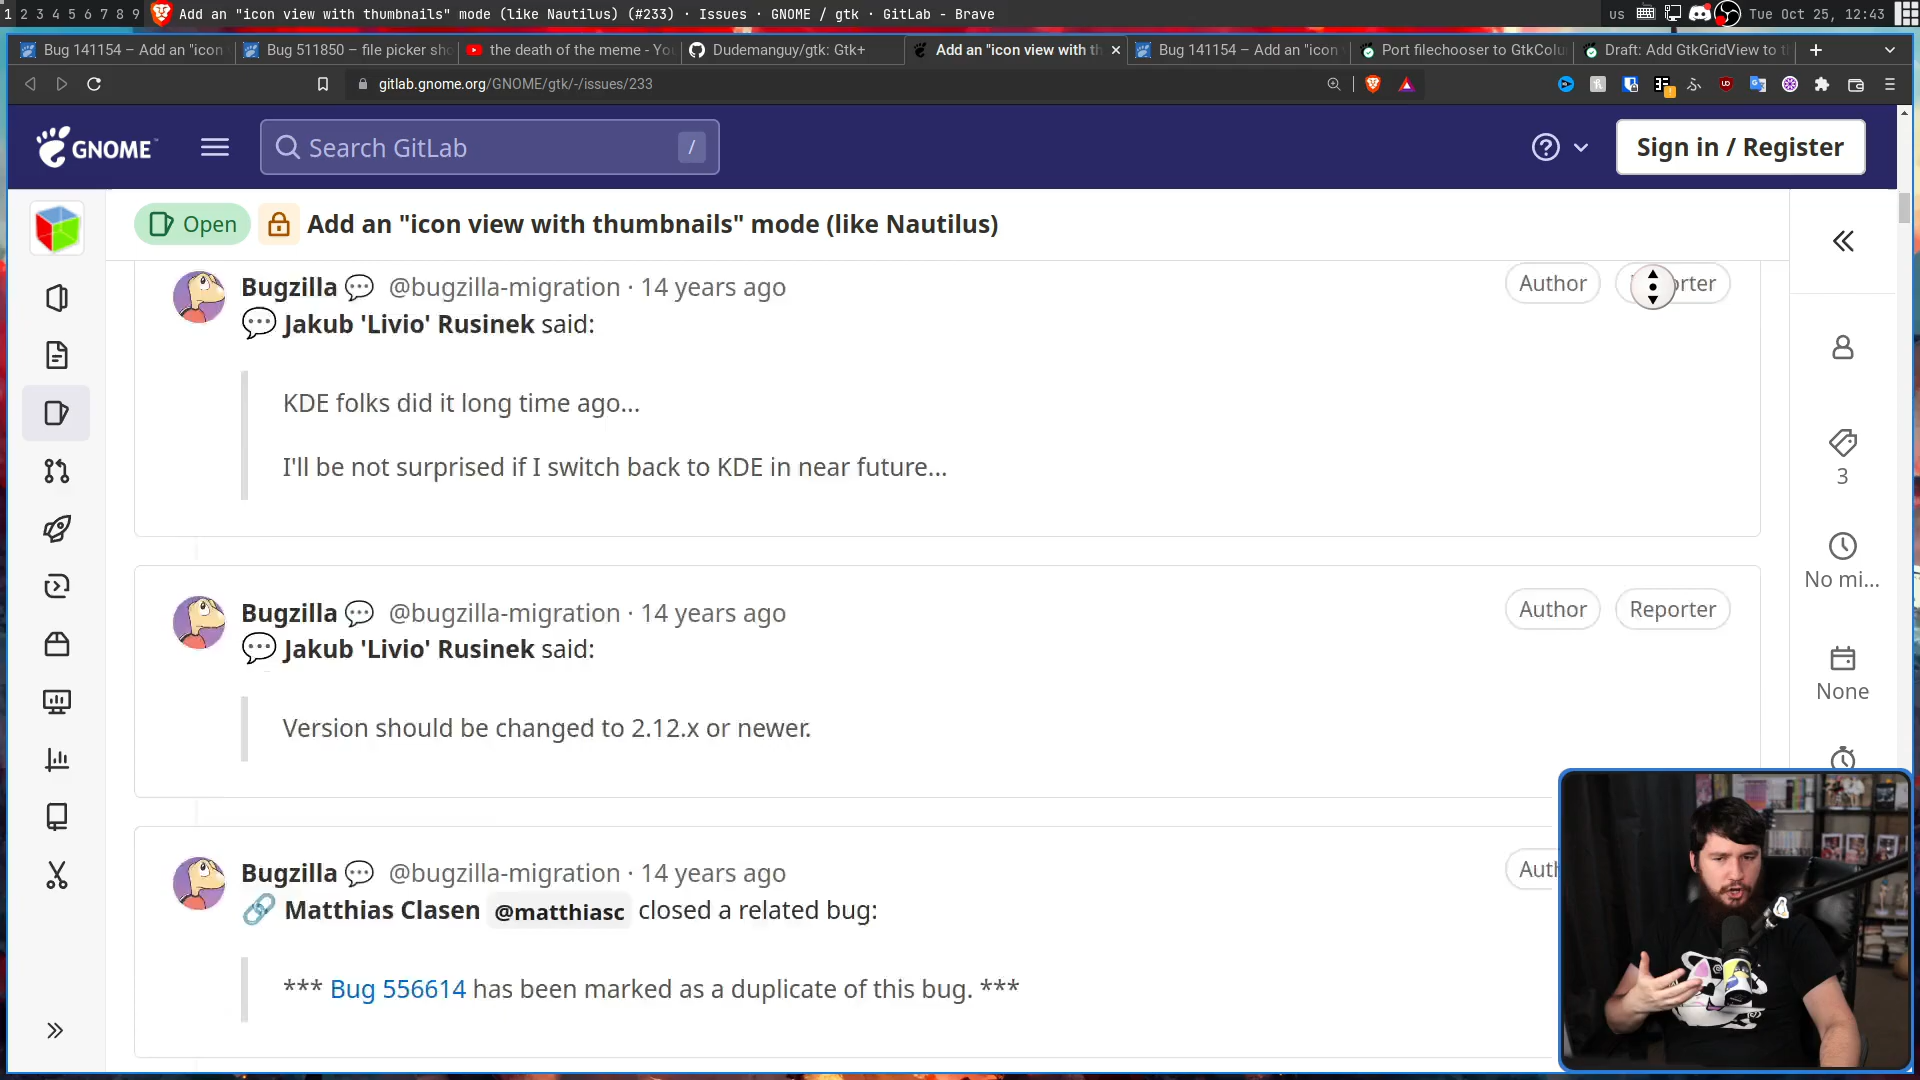 1 2 3 4 5 6 7 8 9 Add an "icon view with thumbnails" mode (like Nautilus) (#233) · Issues · GNOME / gtk · GitLab - Brave us Tue Oct 25, 12:43
Bug 141154 – Add an "icon Bug 511850 – file picker sho the death of the meme - Yo Dudemanguy/gtk: Gtk+ Add an "icon view with th Bug 141154 – Add an "icon Port filechooser to GtkColu Draft: Add GtkGridView to t
gitlab.gnome.org/GNOME/gtk/-/issues/233
GNOME Search GitLab / Sign in / Register
Open Add an "icon view with thumbnails" mode (like Nautilus)
Bugzilla @bugzilla-migration · 14 years ago Author
Jakub 'Livio' Rusinek said:
KDE folks did it long time ago...
I'll be not surprised if I switch back to KDE in near future...
3
No mi...
Bugzilla @bugzilla-migration · 14 years ago Author Reporter
Jakub 'Livio' Rusinek said:
None
Version should be changed to 2.12.x or newer.
Bugzilla @bugzilla-migration · 14 years ago
Matthias Clasen @matthiasc closed a related bug:
*** Bug 556614 has been marked as a duplicate of this bug. ***